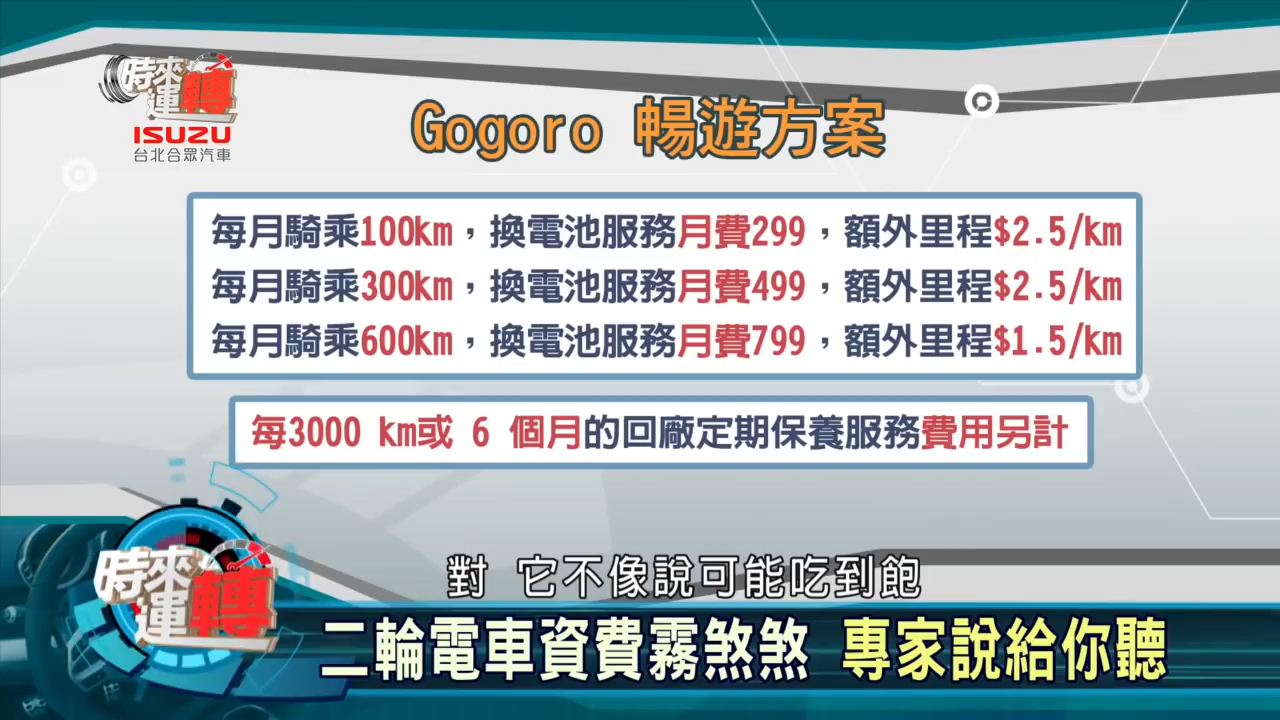 時來運轉
ISUZU
台北合眾汽車
Gogoro 暢遊方案
每月騎乘100km，換電池服務月費299，額外里程$2.5/km
每月騎乘300km，換電池服務月費499，額外里程$2.5/km
每月騎乘600km，換電池服務月費799，額外里程$1.5/km
每3000 km或 6 個月的回廠定期保養服務費用另計
對 它不像說可能吃到飽
時來運轉
二輪電車資費霧煞煞 專家說給你聽